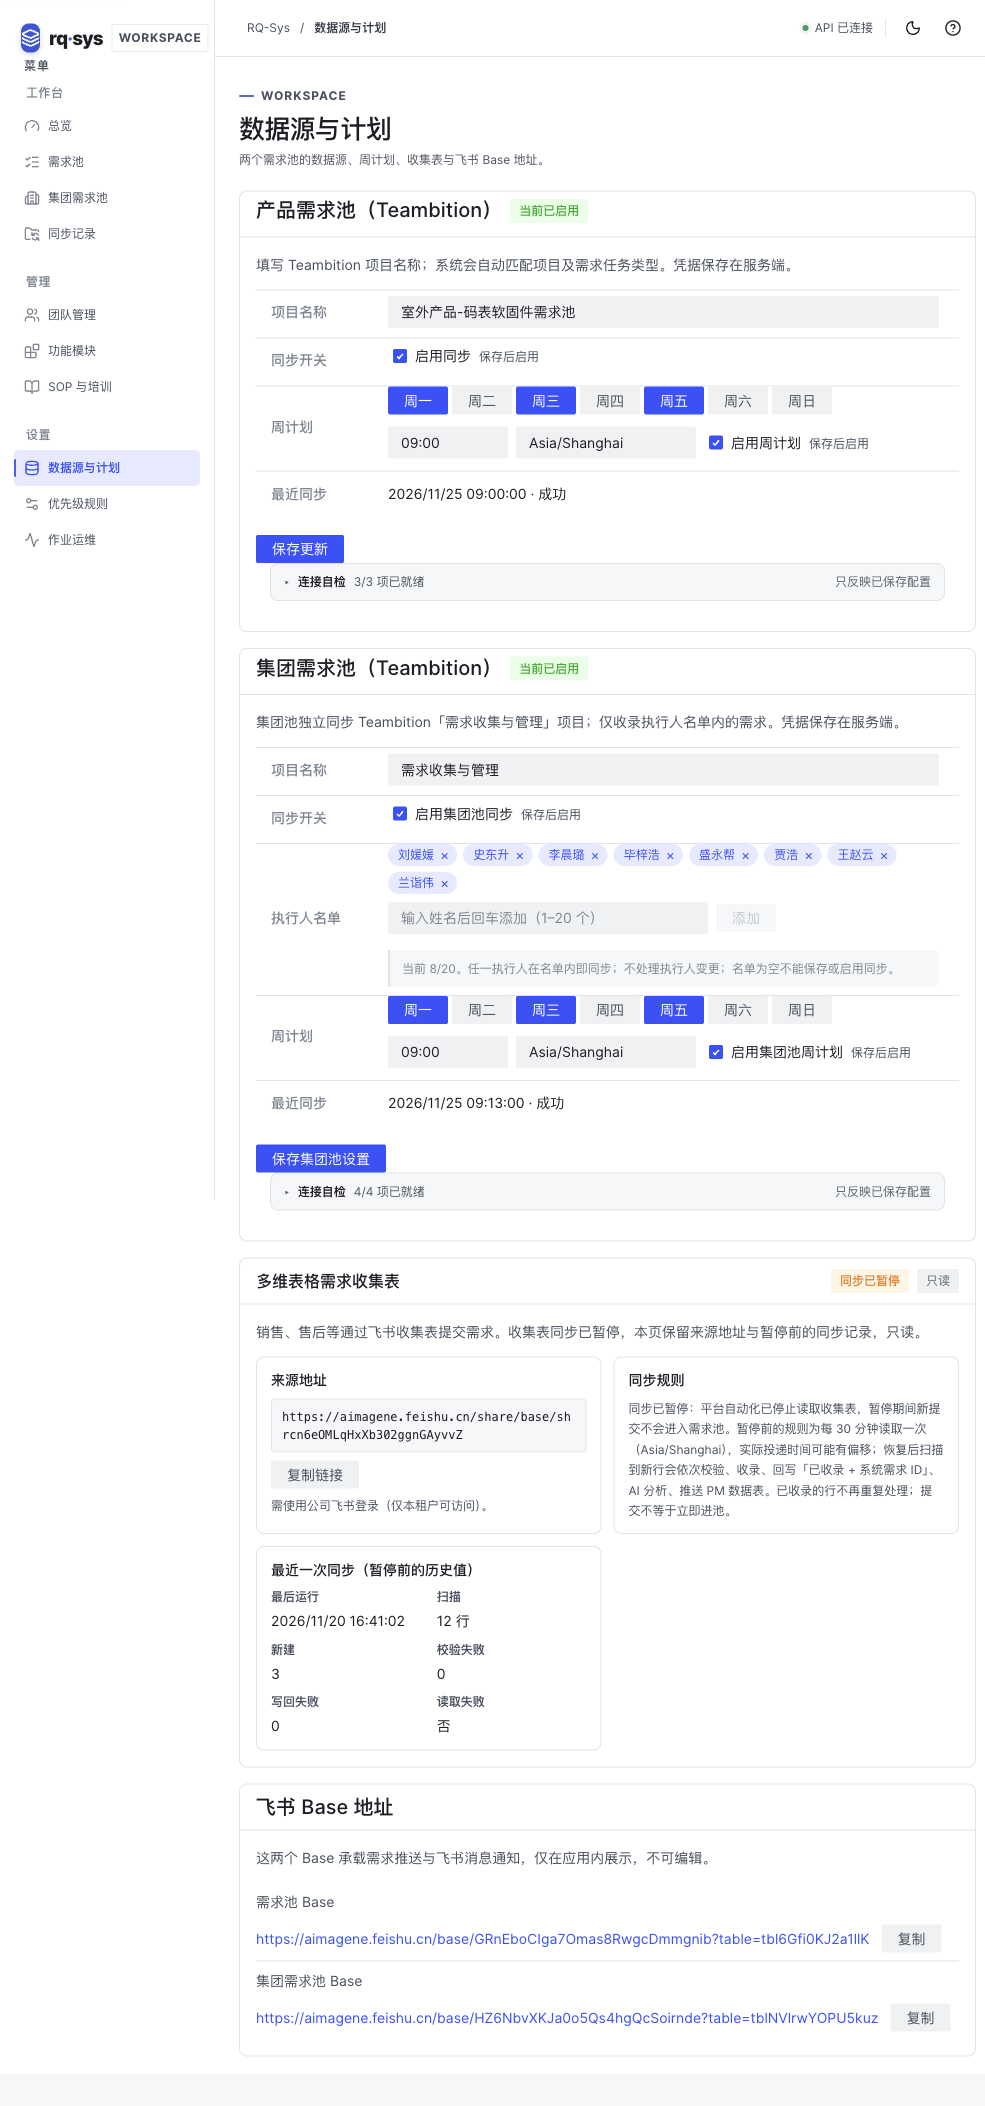 rq·sys WORKSPACE
菜单
工作台
总览
需求池
集团需求池
同步记录
管理
团队管理
功能模块
SOP 与培训
设置
数据源与计划
优先级规则
作业运维
RQ-Sys / 数据源与计划
API 已连接
WORKSPACE
数据源与计划
两个需求池的数据源、周计划、收集表与飞书 Base 地址。
产品需求池（Teambition） 当前已启用
填写 Teambition 项目名称；系统会自动匹配项目及需求任务类型。凭据保存在服务端。
项目名称 室外产品-码表软固件需求池
同步开关 启用同步 保存后启用
周计划 周一 周二 周三 周四 周五 周六 周日
09:00 Asia/Shanghai 启用周计划 保存后启用
最近同步 2026/11/25 09:00:00 · 成功
保存更新
连接自检 3/3 项已就绪 只反映已保存配置
集团需求池（Teambition） 当前已启用
集团池独立同步 Teambition「需求收集与管理」项目；仅收录执行人名单内的需求。凭据保存在服务端。
项目名称 需求收集与管理
同步开关 启用集团池同步 保存后启用
执行人名单 刘媛媛 × 史东升 × 李晨璐 × 毕梓浩 × 盛永帮 × 贾浩 × 王赵云 ×
兰诣伟 ×
输入姓名后回车添加（1–20 个） 添加
当前 8/20。任一执行人在名单内即同步；不处理执行人变更；名单为空不能保存或启用同步。
周计划 周一 周二 周三 周四 周五 周六 周日
09:00 Asia/Shanghai 启用集团池周计划 保存后启用
最近同步 2026/11/25 09:13:00 · 成功
保存集团池设置
连接自检 4/4 项已就绪 只反映已保存配置
多维表格需求收集表 同步已暂停 只读
销售、售后等通过飞书收集表提交需求。收集表同步已暂停，本页保留来源地址与暂停前的同步记录，只读。
来源地址
https://aimagene.feishu.cn/share/base/sh
rcn6eOMLqHxXb302ggnGAyvvZ
复制链接
需使用公司飞书登录（仅本租户可访问）。
同步规则
同步已暂停：平台自动化已停止读取收集表，暂停期间新提
交不会进入需求池。暂停前的规则为每 30 分钟读取一次
（Asia/Shanghai），实际投递时间可能有偏移；恢复后扫描
到新行会依次校验、收录、回写「已收录 + 系统需求 ID」、
AI 分析、推送 PM 数据表。已收录的行不再重复处理；提
交不等于立即进池。
最近一次同步（暂停前的历史值）
最后运行 扫描
2026/11/20 16:41:02 12 行
新建 校验失败
3 0
写回失败 读取失败
0 否
飞书 Base 地址
这两个 Base 承载需求推送与飞书消息通知，仅在应用内展示，不可编辑。
需求池 Base
https://aimagene.feishu.cn/base/GRnEboCIga7Omas8RwgcDmmgnib?table=tbl6Gfi0KJ2a1IlK 复制
集团需求池 Base
https://aimagene.feishu.cn/base/HZ6NbvXKJa0o5Qs4hgQcSoirnde?table=tblNVlrwYOPU5kuz 复制